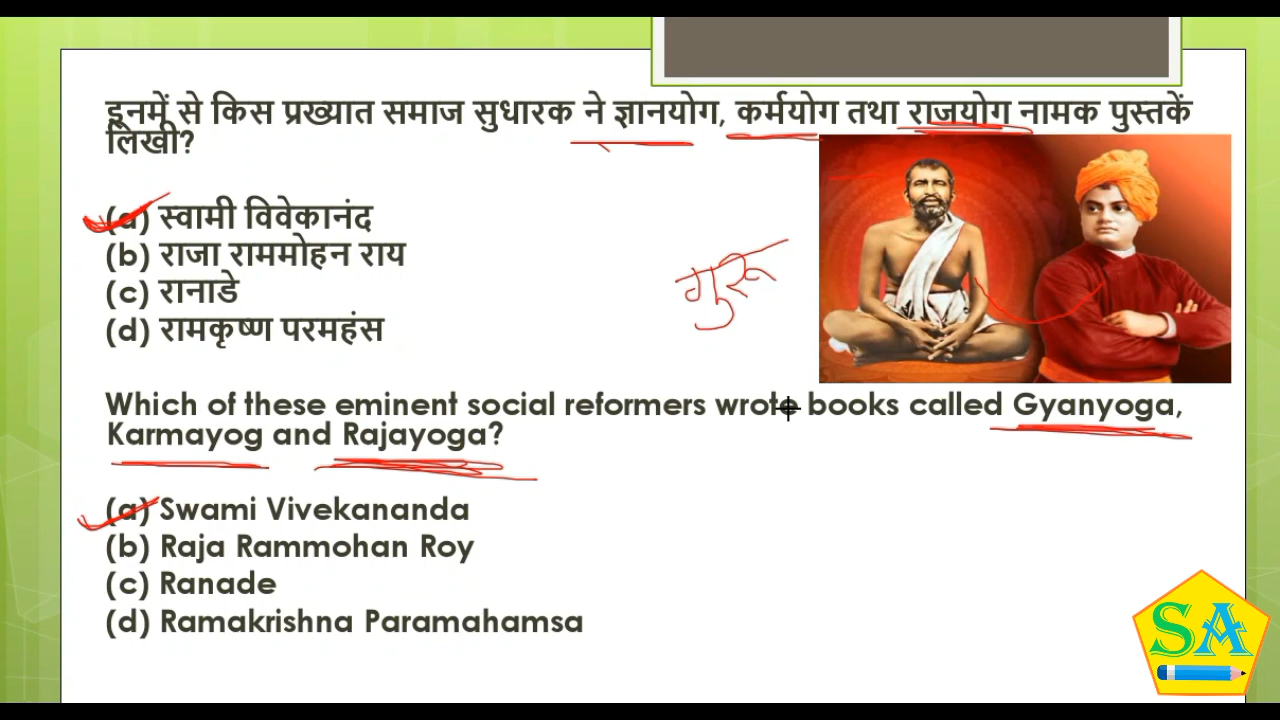 इनमें से किस प्रख्यात समाज सुधारक ने ज्ञानयोग, कर्मयोग तथा राजयोग नामक पुस्तकें
लिखी?
(a) स्वामी विवेकानंद
(b) राजा राममोहन राय
(c) रानाडे
(d) रामकृष्ण परमहंस
गुरू
Which of these eminent social reformers wrote books called Gyanyoga,
Karmayog and Rajayoga?
(a) Swami Vivekananda
(b) Raja Rammohan Roy
(c) Ranade
(d) Ramakrishna Paramahamsa
SA